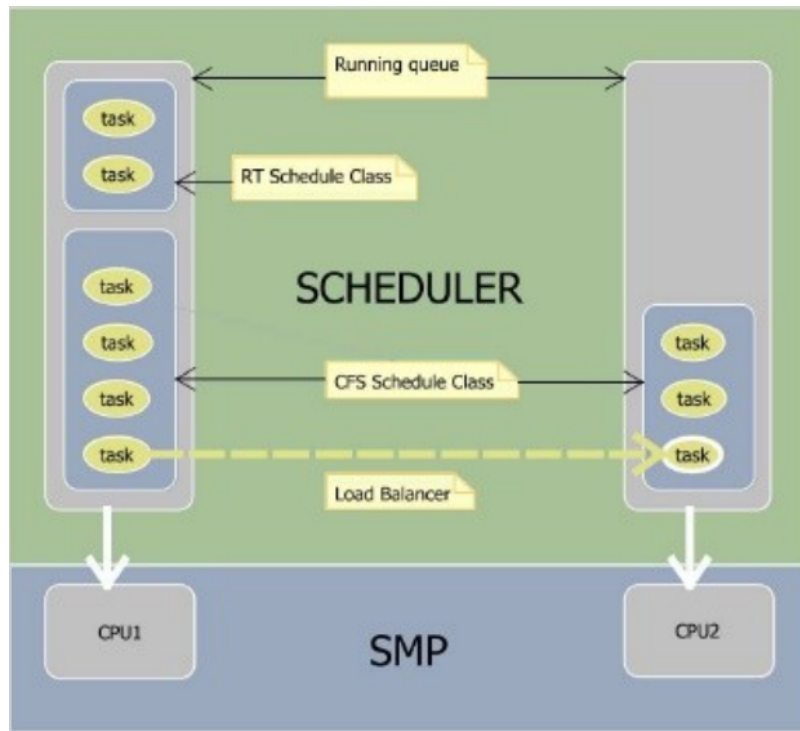 Running queue
task
task
RT Schedule Class
task
SCHEDULER
task
task
CFS Schedule Class
task
task
task
task
Load Balancer
CPU1
SMP
CPU2